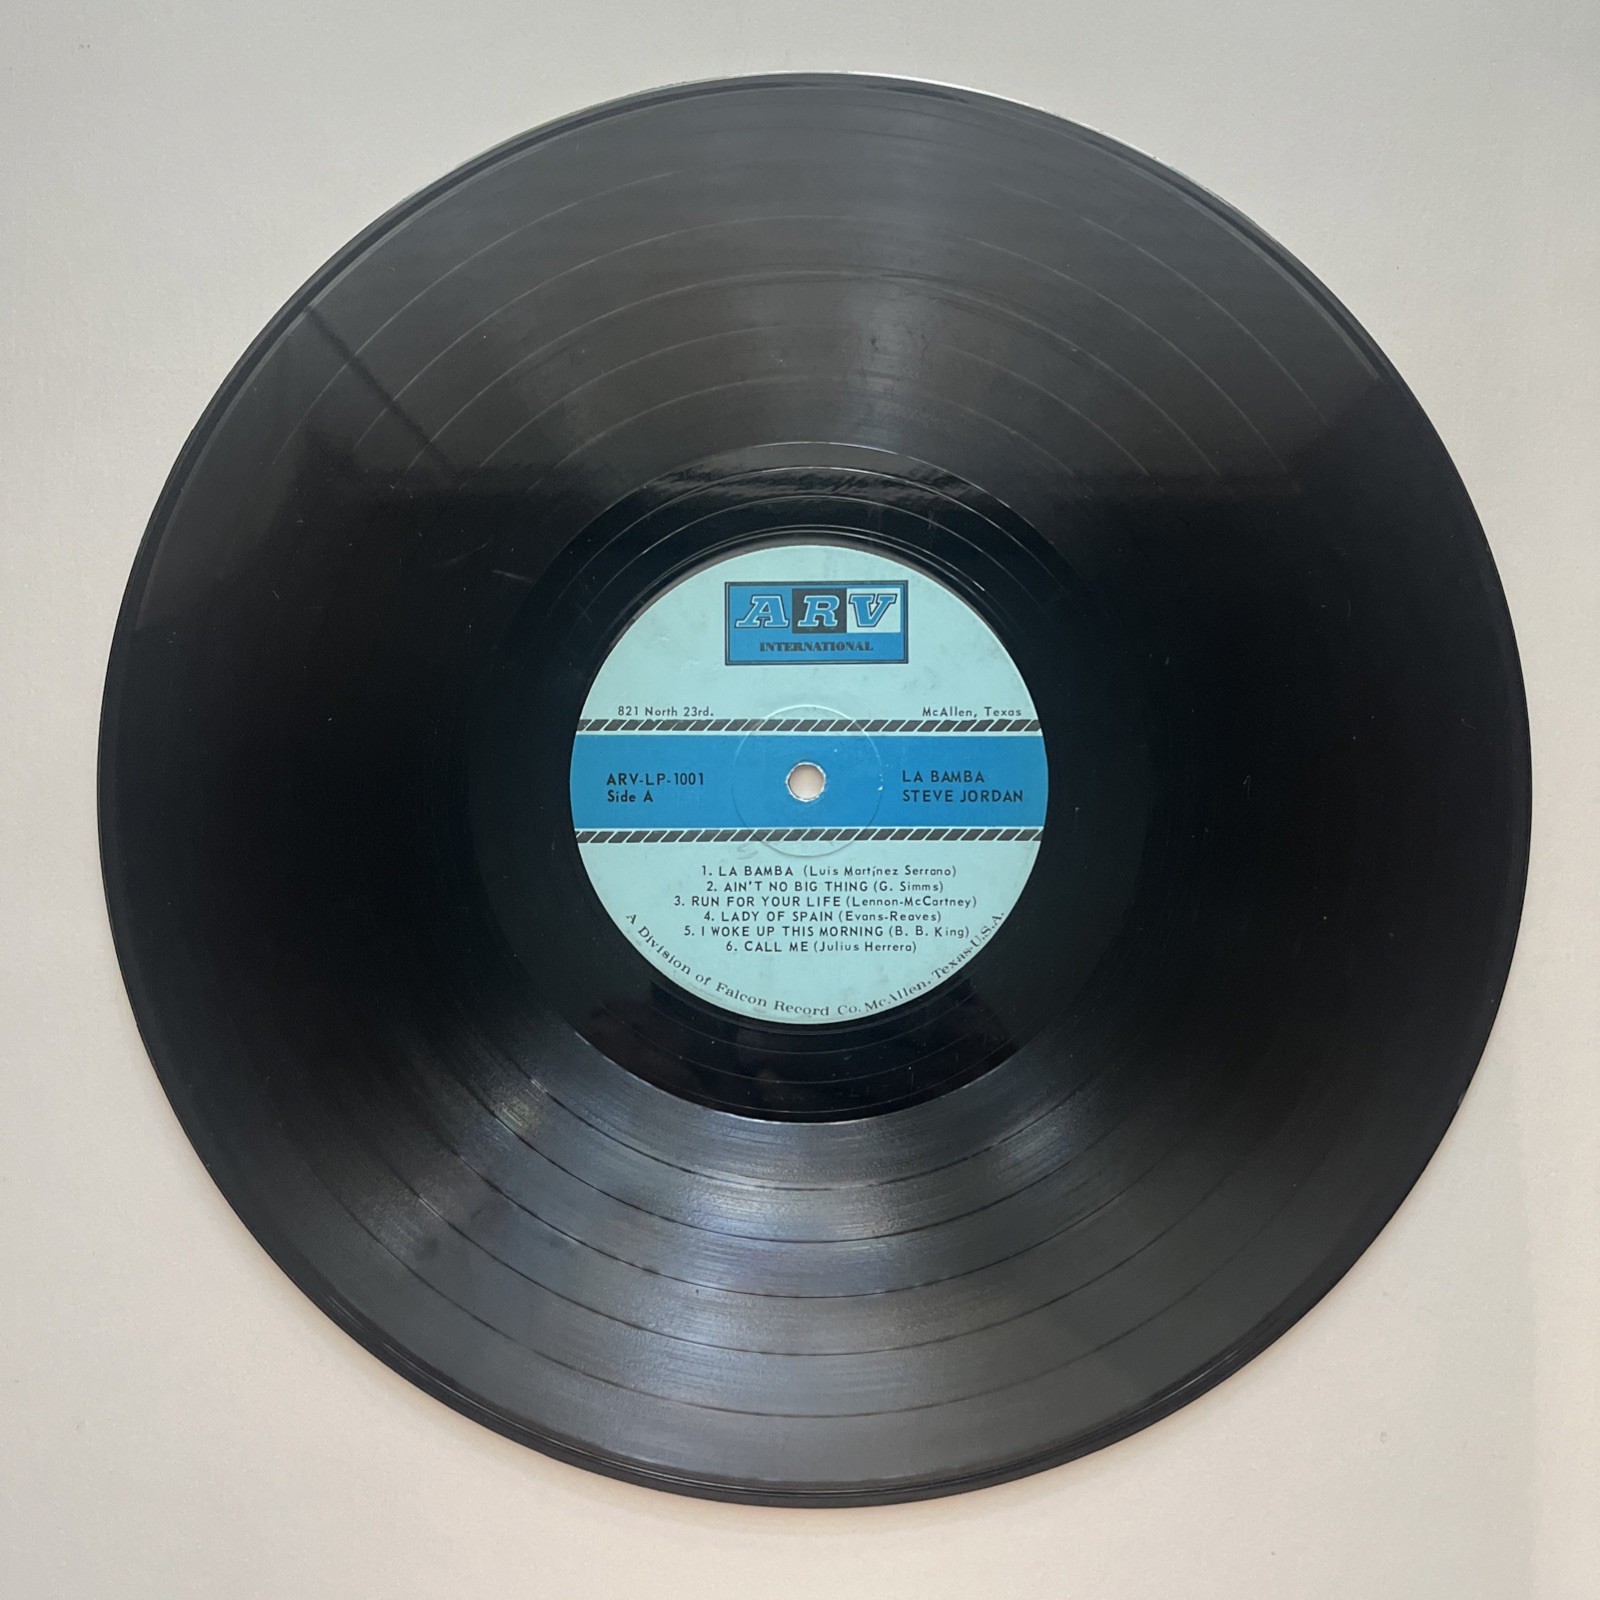 ARV
INTERNATIONAL
821 North 23rd. McAllen, Texas
ARV-LP-1001 LA BAMBA
Side A STEVE JORDAN
1. LA BAMBA (Luis Martínez Serrano)
2. AIN'T NO BIG THING (G. Simms)
3. RUN FOR YOUR LIFE (Lennon-McCartney)
4. LADY OF SPAIN (Evans-Reaves)
5. I WOKE UP THIS MORNING (B. B. King)
6. CALL ME (Julius Herrera)
A Division of Falcon Record Co. McAllen, Texas-U.S.A.